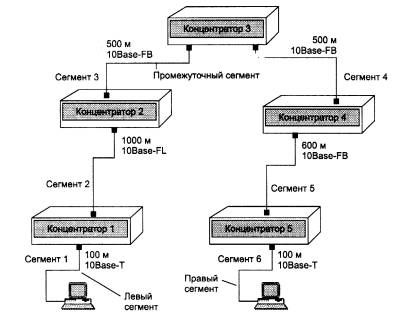 Концентратор 3
500 м
10Base-FB
500 м
10Base-FB
Сегмент 3
Промежуточный сегмент
Сегмент 4
Концентратор 2
Концентратор 4
1000 м
10Base-FL
600 м
10Base-FB
Сегмент 2
Сегмент 5
Концентратор 1
Концентратор 5
Сегмент 1
100 м
10Base-T
Сегмент 6
100 м
10Base-T
Левый
сегмент
Правый
сегмент